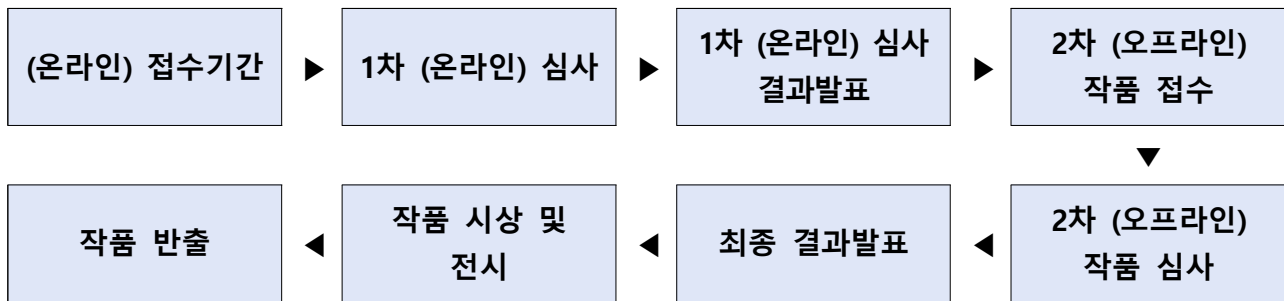 (온라인) 접수기간
▶
1차 (온라인) 심사
▶
1차 (온라인) 심사
결과발표
▶
2차 (오프라인)
작품 접수
▼
2차 (오프라인)
작품 심사
◀
최종 결과발표
◀
작품 시상 및
전시
◀
작품 반출